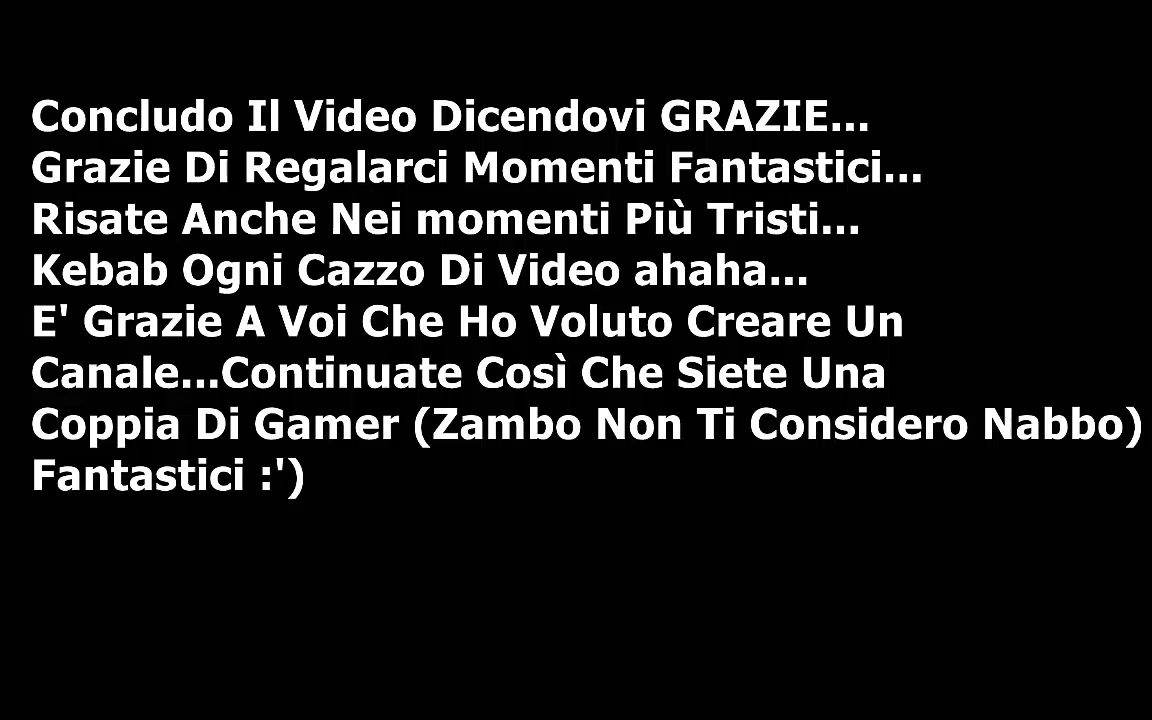 Concludo Il Video Dicendovi GRAZIE...
Grazie Di Regalarci Momenti Fantastici...
Risate Anche Nei momenti Più Tristi...
Kebab Ogni Cazzo Di Video ahaha...
E' Grazie A Voi Che Ho Voluto Creare Un
Canale...Continuate Così Che Siete Una
Coppia Di Gamer (Zambo Non Ti Considero Nabbo)
Fantastici :')